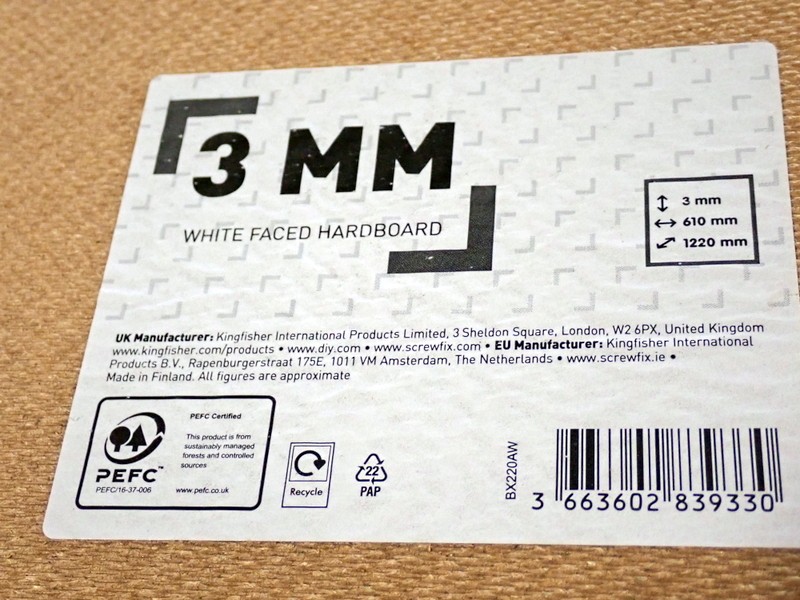 3 MM
WHITE FACED HARDBOARD
3 mm
610 mm
1220 mm
UK Manufacturer: Kingfisher International Products Limited, 3 Sheldon Square, London, W2 6PX, United Kingdom
www.kingfisher.com/products • www.diy.com • www.screwfix.com • EU Manufacturer: Kingfisher International
Products B.V., Rapenburgerstraat 175E, 1011 VM Amsterdam, The Netherlands • www.screwfix.ie •
Made in Finland. All figures are approximate
PEFC Certified
This product is from
sustainably managed
forests and controlled
sources
PEFC™
PEFC/16-37-006
www.pefc.co.uk
Recycle
22
PAP
BX220AW
3 663602 839330